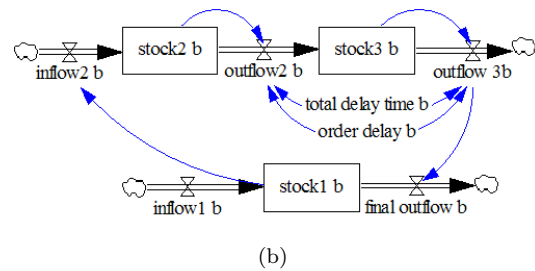 stock2 b
stock3 b
inflow2 b
outflow2 b
outflow 3b
total delay time b
order delay b
stock1 b
inflow1 b
final outflow b
(b)